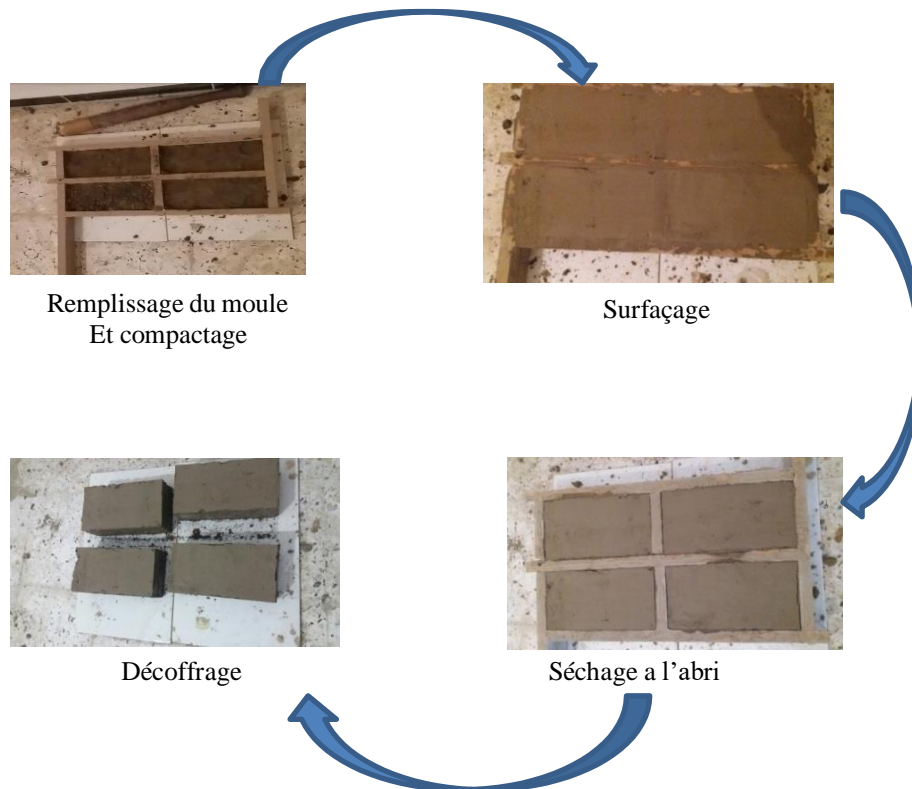 Remplissage du moule
Et compactage
Surfaçage
Séchage a l’abri
Décoffrage